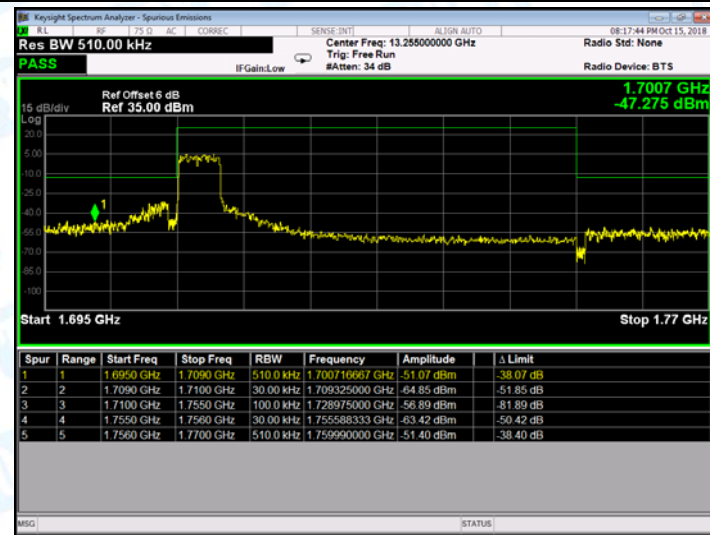 Keysight Spectrum Analyzer - Spurious Emissions
RL RF 75 Ω AC CORREC SENSE:INT ALIGN AUTO 08:17:44 PM Oct 15, 2018
Res BW 510.00 kHz Center Freq: 13.255000000 GHz Radio Std: None
Trig: Free Run
PASS IFGain:Low #Atten: 34 dB Radio Device: BTS
1.7007 GHz
-47.275 dBm
Ref Offset 6 dB
15 dB/div Ref 35.00 dBm
Log
20.0
5.00
-10.0
-25.0
-40.0
-55.0
-70.0
-85.0
-100
1
Start 1.695 GHz Stop 1.77 GHz
Spur Range Start Freq Stop Freq RBW Frequency Amplitude Δ Limit
1 1 1.6950 GHz 1.7090 GHz 510.0 kHz 1.700716667 GHz -51.07 dBm -38.07 dB
2 2 1.7090 GHz 1.7100 GHz 30.00 kHz 1.709325000 GHz -64.85 dBm -51.85 dB
3 3 1.7100 GHz 1.7550 GHz 100.0 kHz 1.728975000 GHz -56.89 dBm -81.89 dB
4 4 1.7550 GHz 1.7560 GHz 30.00 kHz 1.755588333 GHz -63.42 dBm -50.42 dB
5 5 1.7560 GHz 1.7700 GHz 510.0 kHz 1.759990000 GHz -51.40 dBm -38.40 dB
MSG STATUS